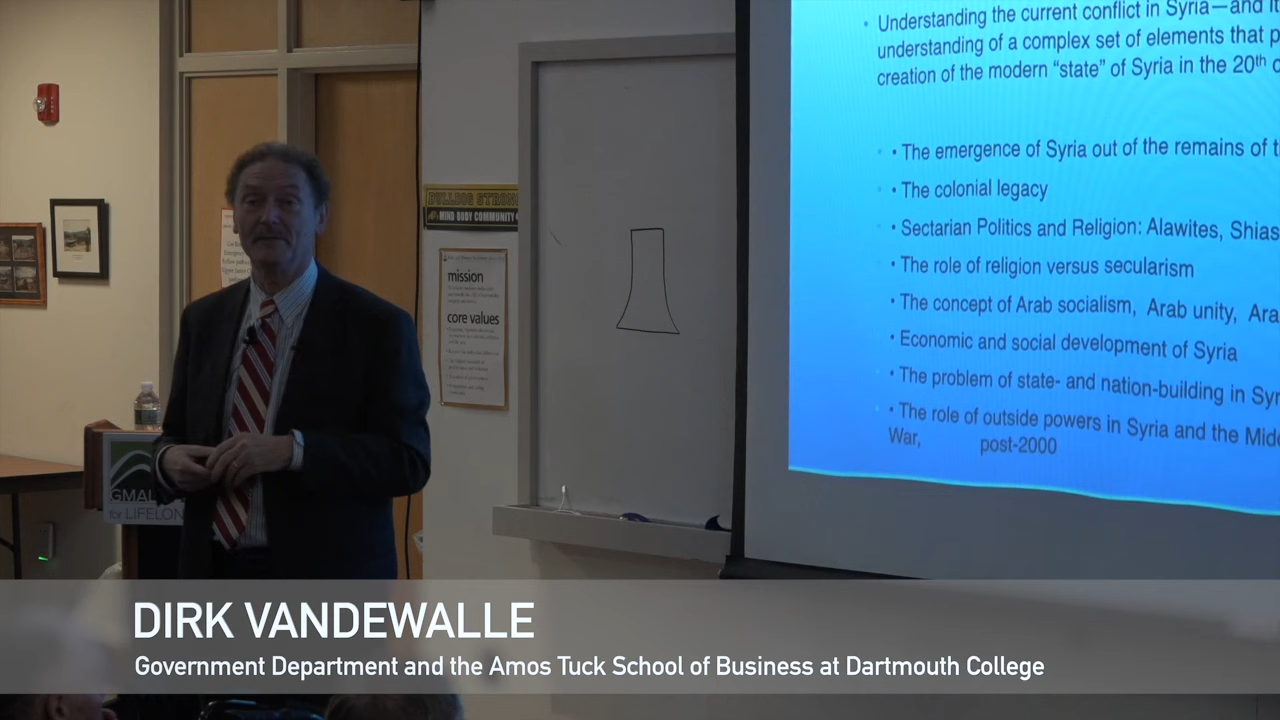 Understanding the current conflict in Syria—and it
understanding of a complex set of elements that p
creation of the modern “state” of Syria in the 20th c
• The emergence of Syria out of the remains of t
• The colonial legacy
• Sectarian Politics and Religion: Alawites, Shias
• The role of religion versus secularism
• The concept of Arab socialism, Arab unity, Ara
• Economic and social development of Syria
• The problem of state- and nation-building in Syr
• The role of outside powers in Syria and the Midd
War, post-2000
BULLDOG STRONG
MIND BODY COMMUNITY
mission
core values
GMAL
for LIFELON
DIRK VANDEWALLE
Government Department and the Amos Tuck School of Business at Dartmouth College